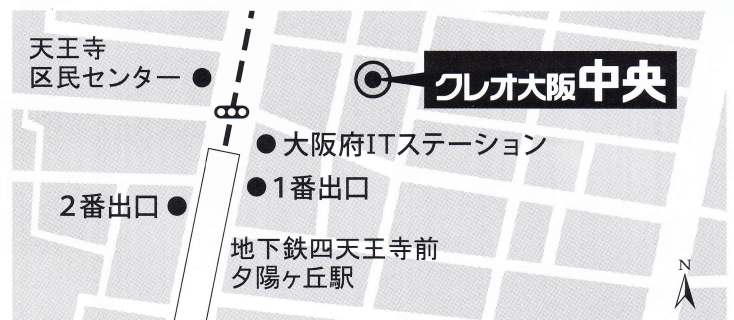 天王寺
区民センター
クレオ大阪中央
大阪府ITステーション
1番出口
2番出口
地下鉄四天王寺前
夕陽ヶ丘駅
N